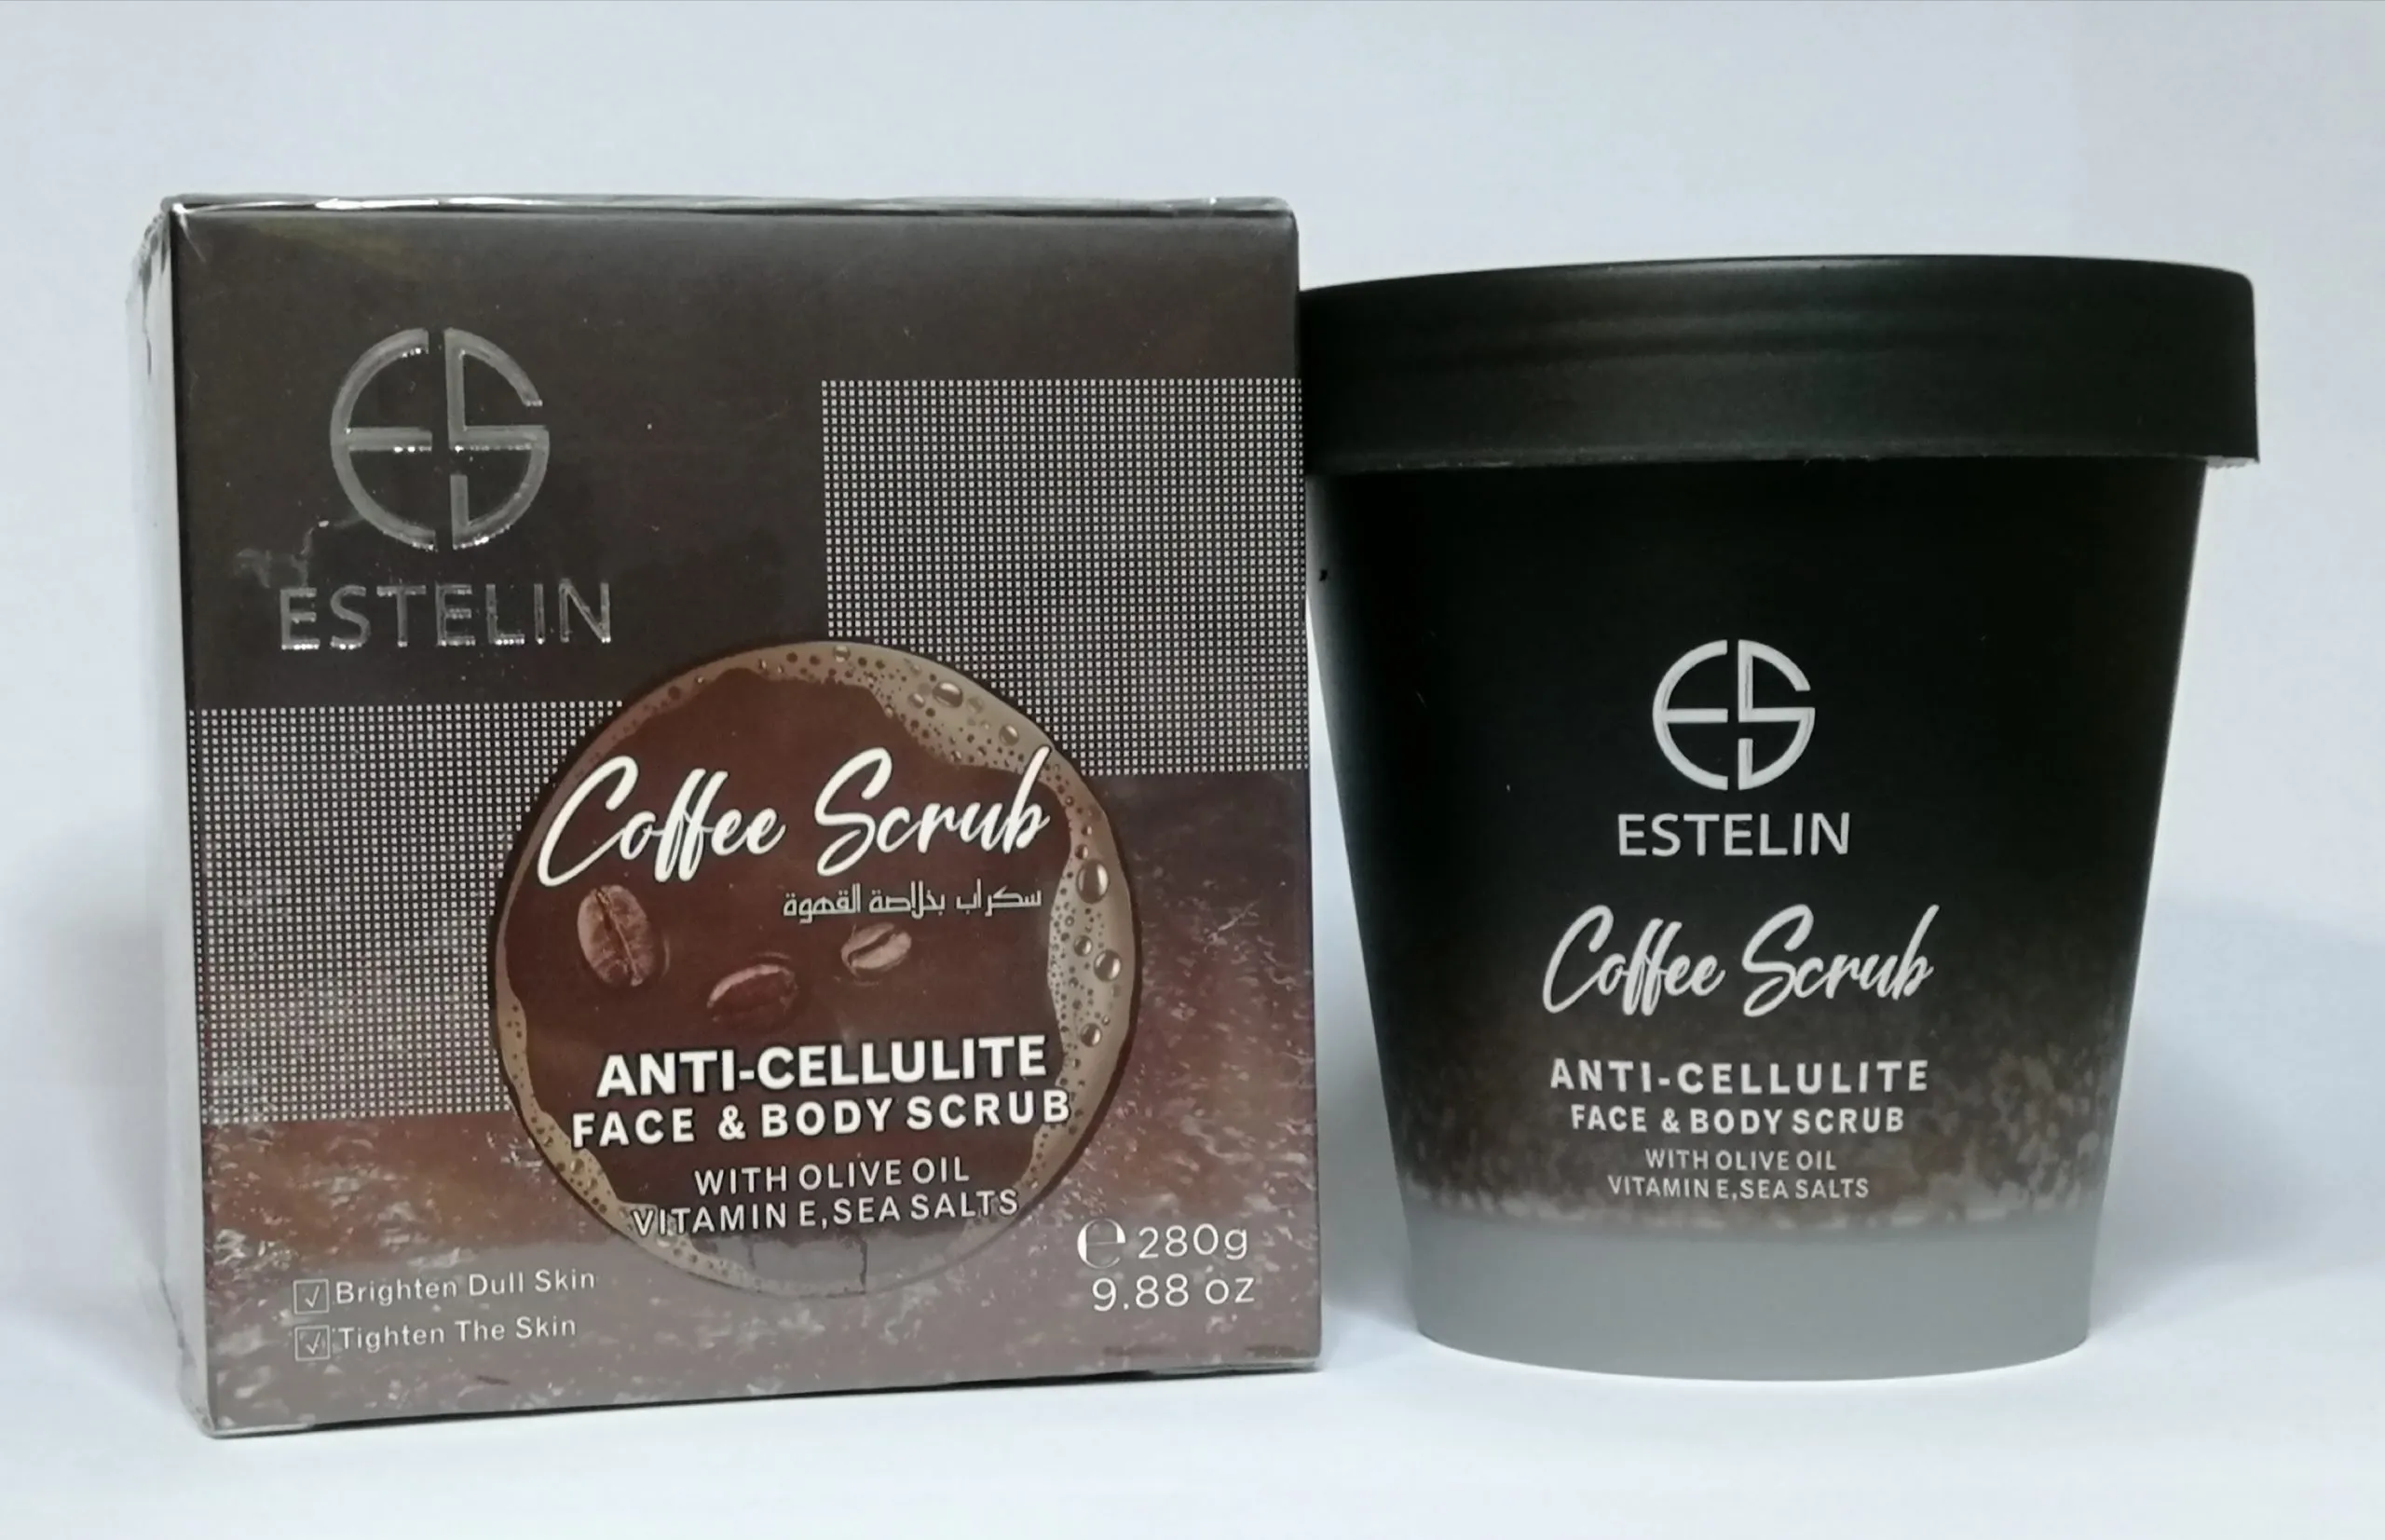 ES
ESTELIN
Coffee Scrub
سكراب بخلاصة القهوة
ANTI-CELLULITE
FACE & BODY SCRUB
WITH OLIVE OIL
VITAMIN E,SEA SALTS
Brighten Dull Skin
Tighten The Skin
℮ 280g
9.88 oz
ES
ESTELIN
Coffee Scrub
ANTI-CELLULITE
FACE & BODY SCRUB
WITH OLIVE OIL
VITAMIN E,SEA SALTS